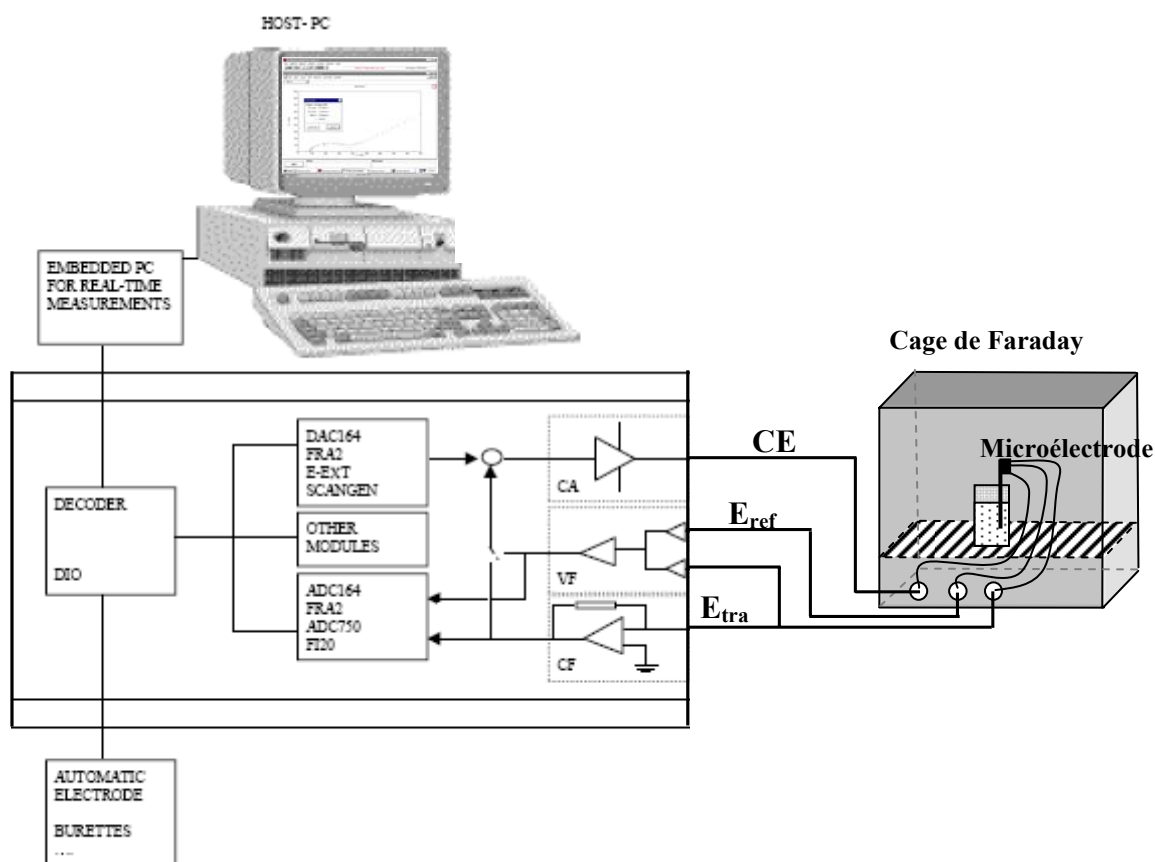 HOST- PC
EMBEDDED PC
FOR REAL-TIME
MEASUREMENTS
Cage de Faraday
Microélectrode
DECODER
DIO
DAC164
FRA2
E-EXT
SCANGEN
OTHER
MODULES
ADC164
FRA2
ADC750
FI20
CA
VF
CF
CE
Eref
Etra
AUTOMATIC
ELECTRODE
BURETTES
....